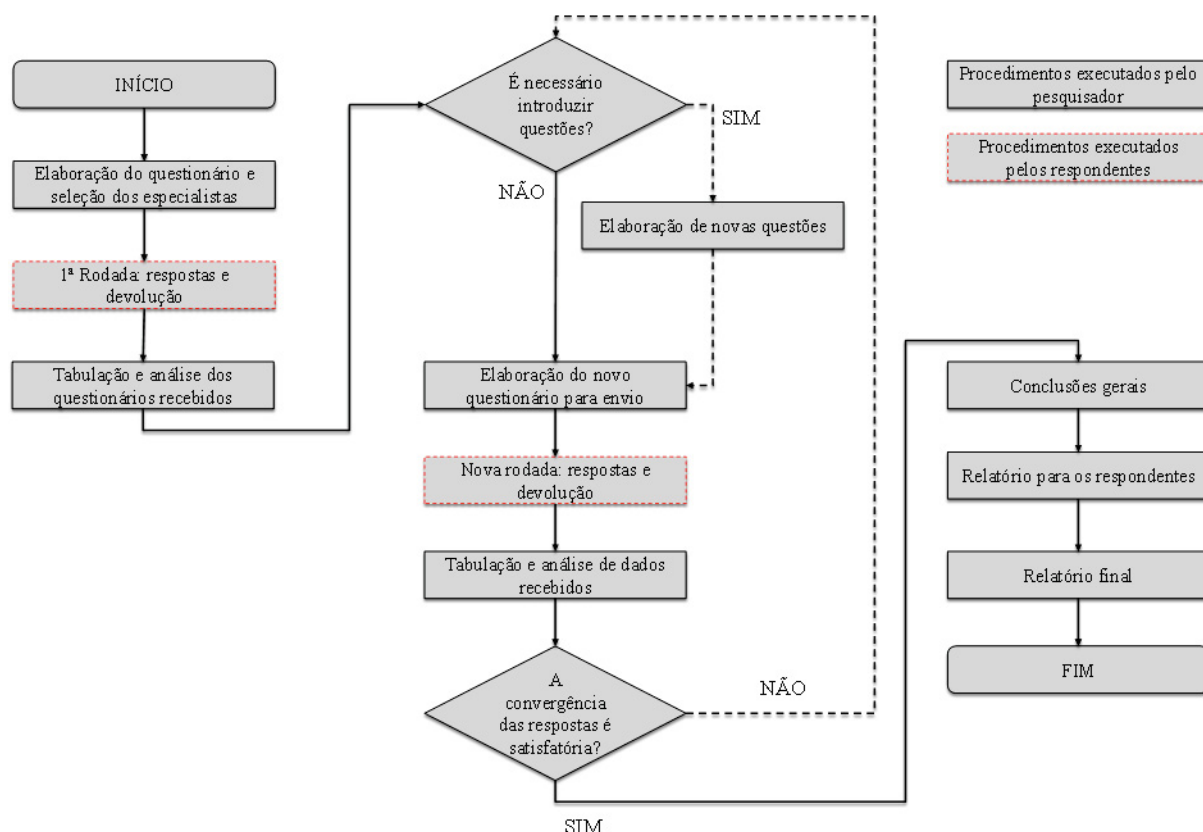 INÍCIO
Elaboração do questionário e
seleção dos especialistas
1ª Rodada: respostas e
devolução
Tabulação e análise dos
questionários recebidos
É necessário
introduzir
questões?
SIM
NÃO
Elaboração de novas questões
Elaboração do novo
questionário para envio
Nova rodada: respostas e
devolução
Tabulação e análise de dados
recebidos
A
convergência
das respostas é
satisfatória?
NÃO
SIM
Procedimentos executados pelo
pesquisador
Procedimentos executados
pelos respondentes
Conclusões gerais
Relatório para os respondentes
Relatório final
FIM